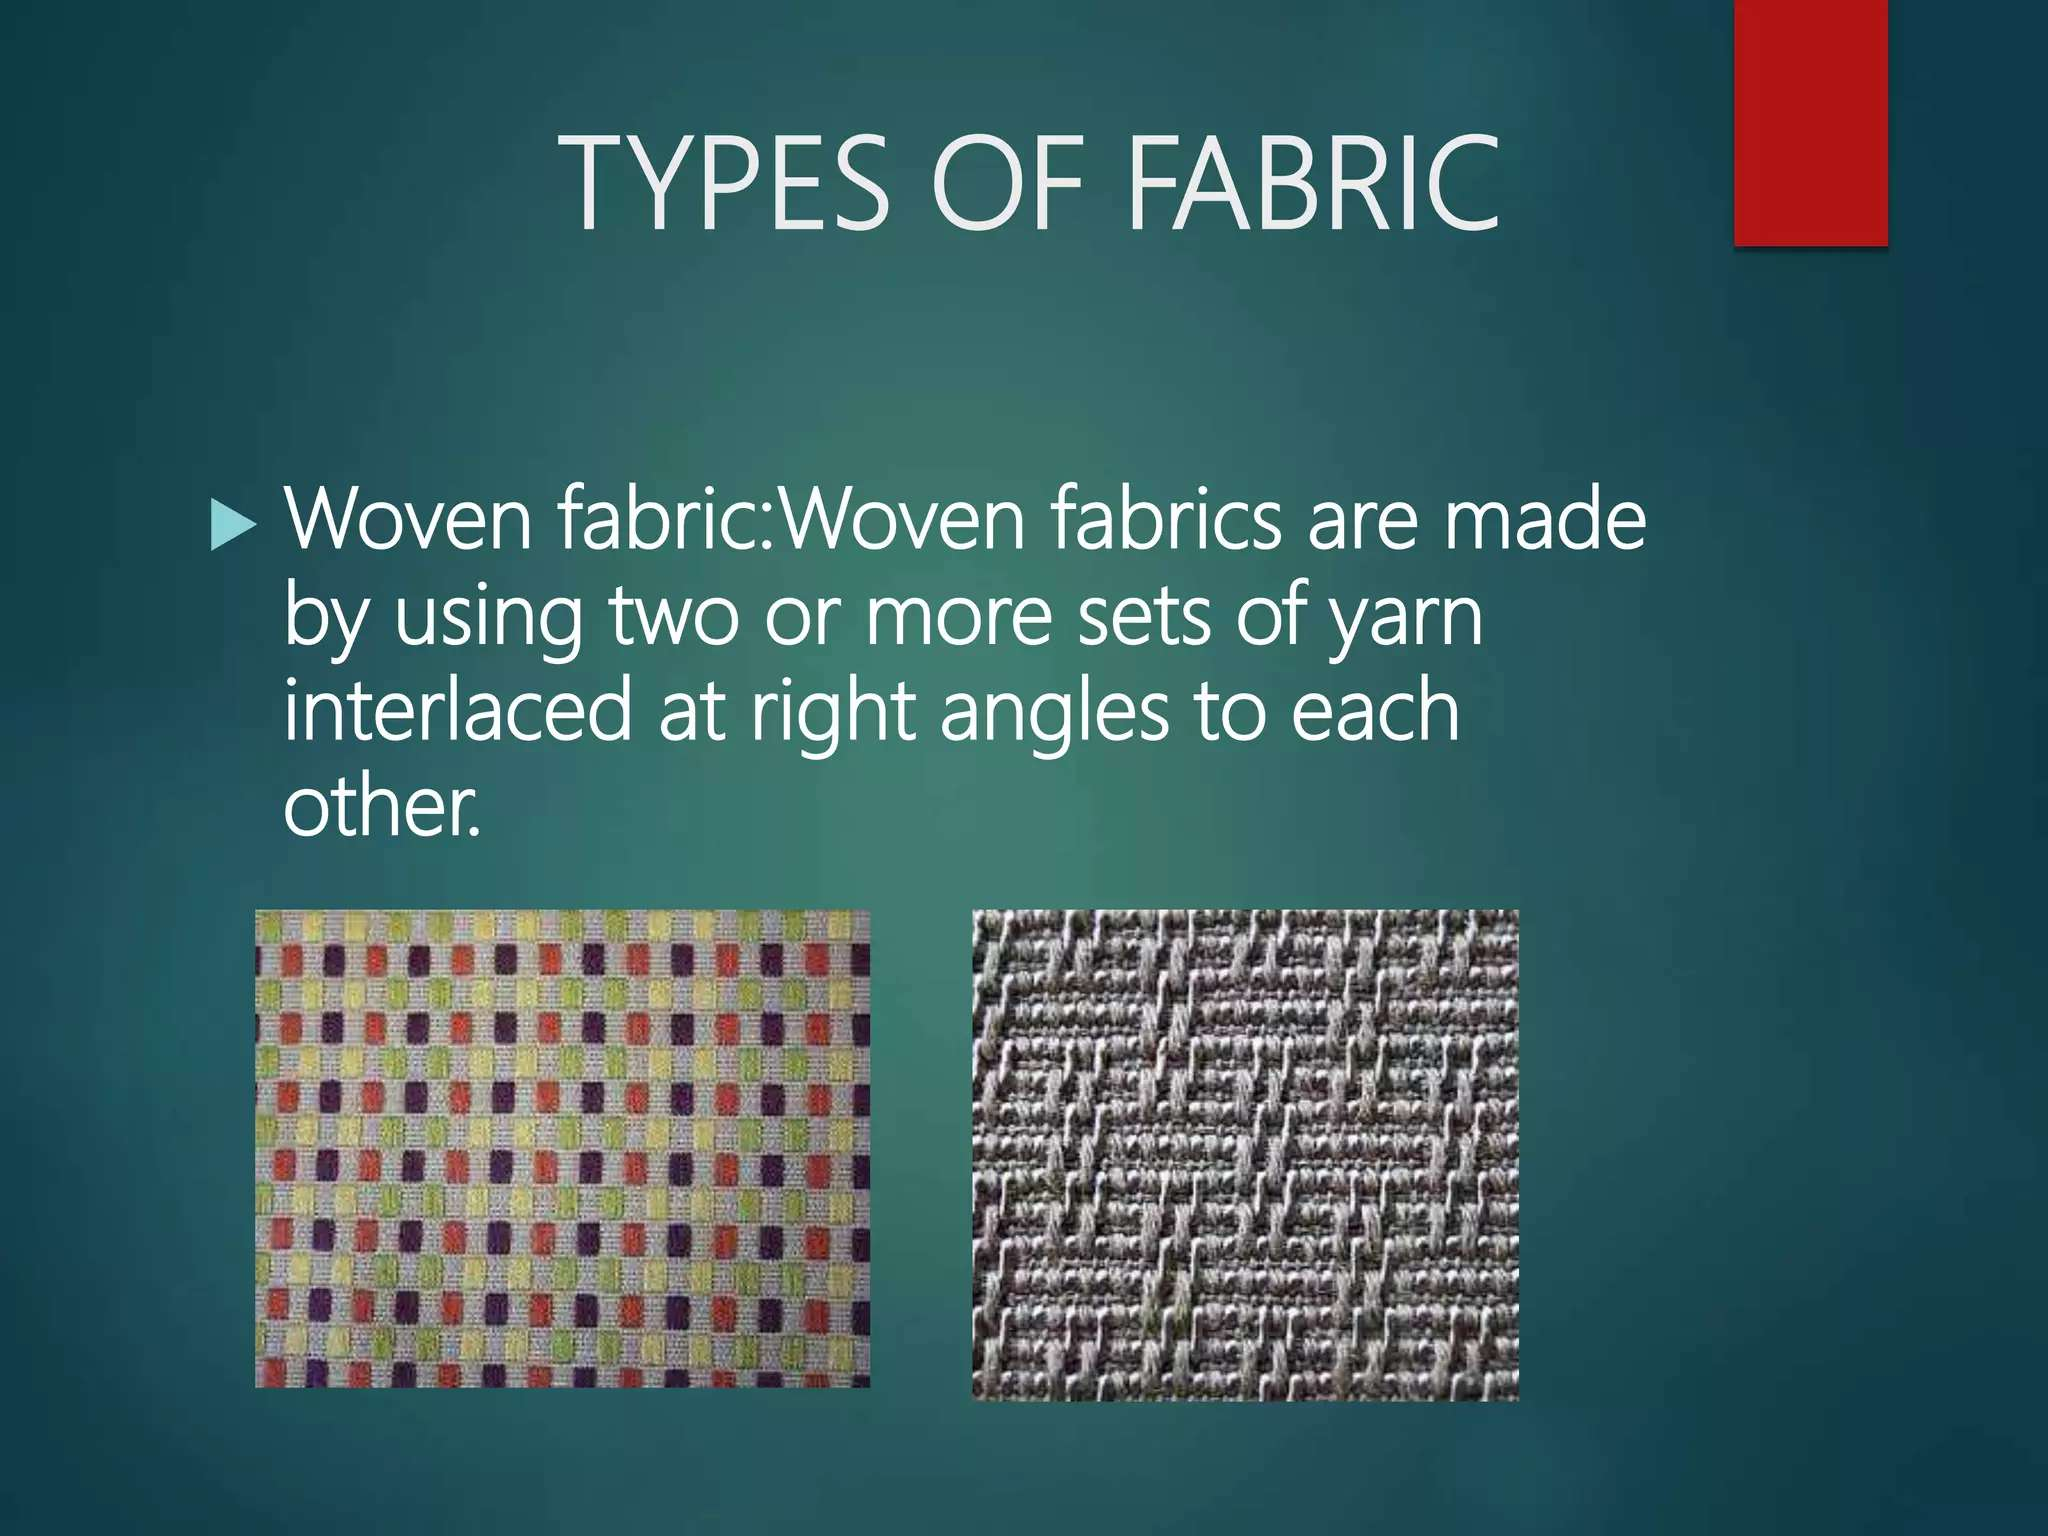 TYPES OF FABRIC
Woven fabric:Woven fabrics are made
by using two or more sets of yarn
interlaced at right angles to each
other.